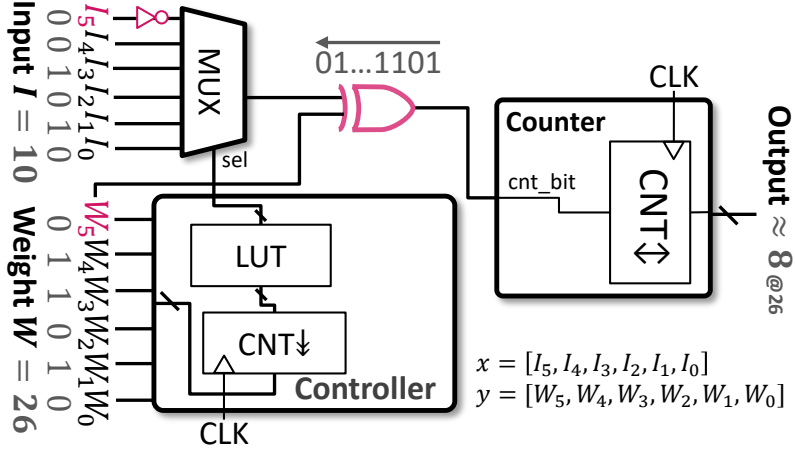 Input I = 10
0 0 1 0 1 0
I₅ I₄ I₃ I₂ I₁ I₀
MUX
sel
01...1101
Weight W = 26
0 1 1 0 1 0
W₅ W₄ W₃ W₂ W₁ W₀
LUT
CNT↡
Controller
CLK
CLK
Counter
cnt_bit
CNT↔
Output ≈ 8@26
x = [I₅, I₄, I₃, I₂, I₁, I₀]
y = [W₅, W₄, W₃, W₂, W₁, W₀]